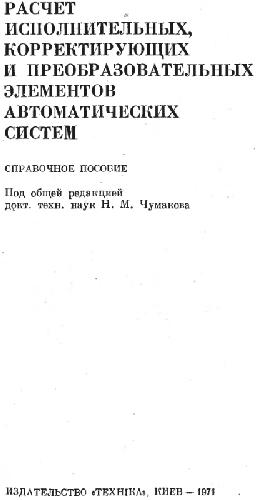 РАСЧЕТ
ИСПОЛНИТЕЛЬНЫХ,
КОРРЕКТИРУЮЩИХ
И ПРЕОБРАЗОВАТЕЛЬНЫХ
ЭЛЕМЕНТОВ
АВТОМАТИЧЕСКИХ
СИСТЕМ
СПРАВОЧНОЕ ПОСОБИЕ
Под общей редакцией
докт. техн. наук Н. М. Чумакова
ИЗДАТЕЛЬСТВО «ТЕХНІКА», КИЕВ — 1971